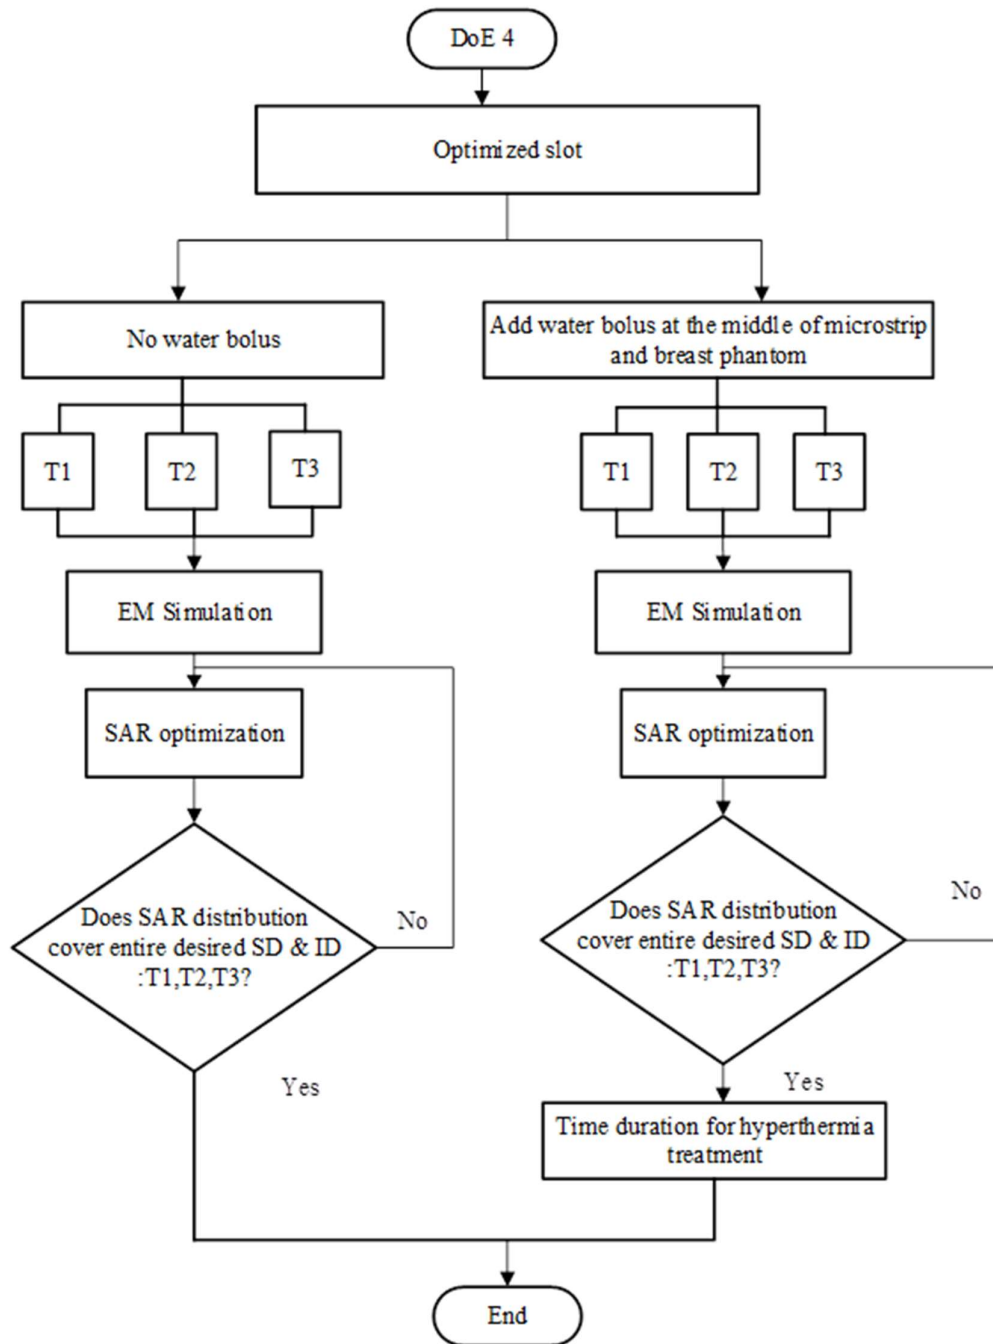 DoE 4
Optimized slot
No water bolus
Add water bolus at the middle of microstrip
and breast phantom
T1
T2
T3
T1
T2
T3
EM Simulation
EM Simulation
SAR optimization
SAR optimization
Does SAR distribution
cover entire desired SD & ID
:T1,T2,T3?
No
Does SAR distribution
cover entire desired SD & ID
:T1,T2,T3?
No
Yes
Yes
Time duration for hyperthermia
treatment
End